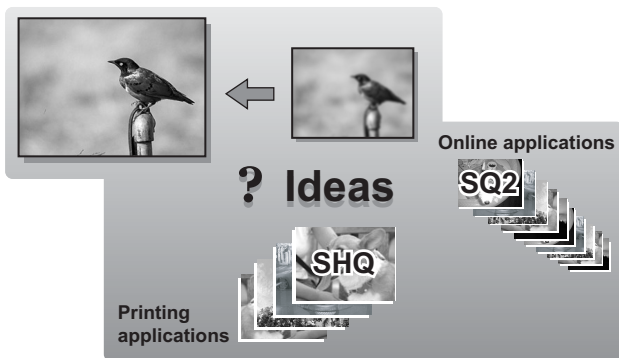 Online applications
SQ2
? Ideas
SHQ
Printing
applications